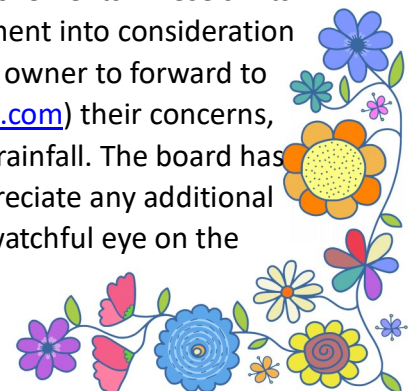 ment into consideration
owner to forward to
.com) their concerns,
rainfall. The board has
reciate any additional
watchful eye on the